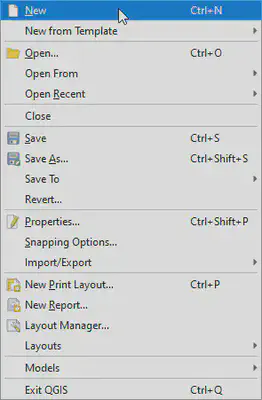 New Ctrl+N
New from Template
Open... Ctrl+O
Open From
Open Recent
Close
Save Ctrl+S
Save As... Ctrl+Shift+S
Save To
Revert...
Properties... Ctrl+Shift+P
Snapping Options...
Import/Export
New Print Layout... Ctrl+P
New Report...
Layout Manager...
Layouts
Models
Exit QGIS Ctrl+Q